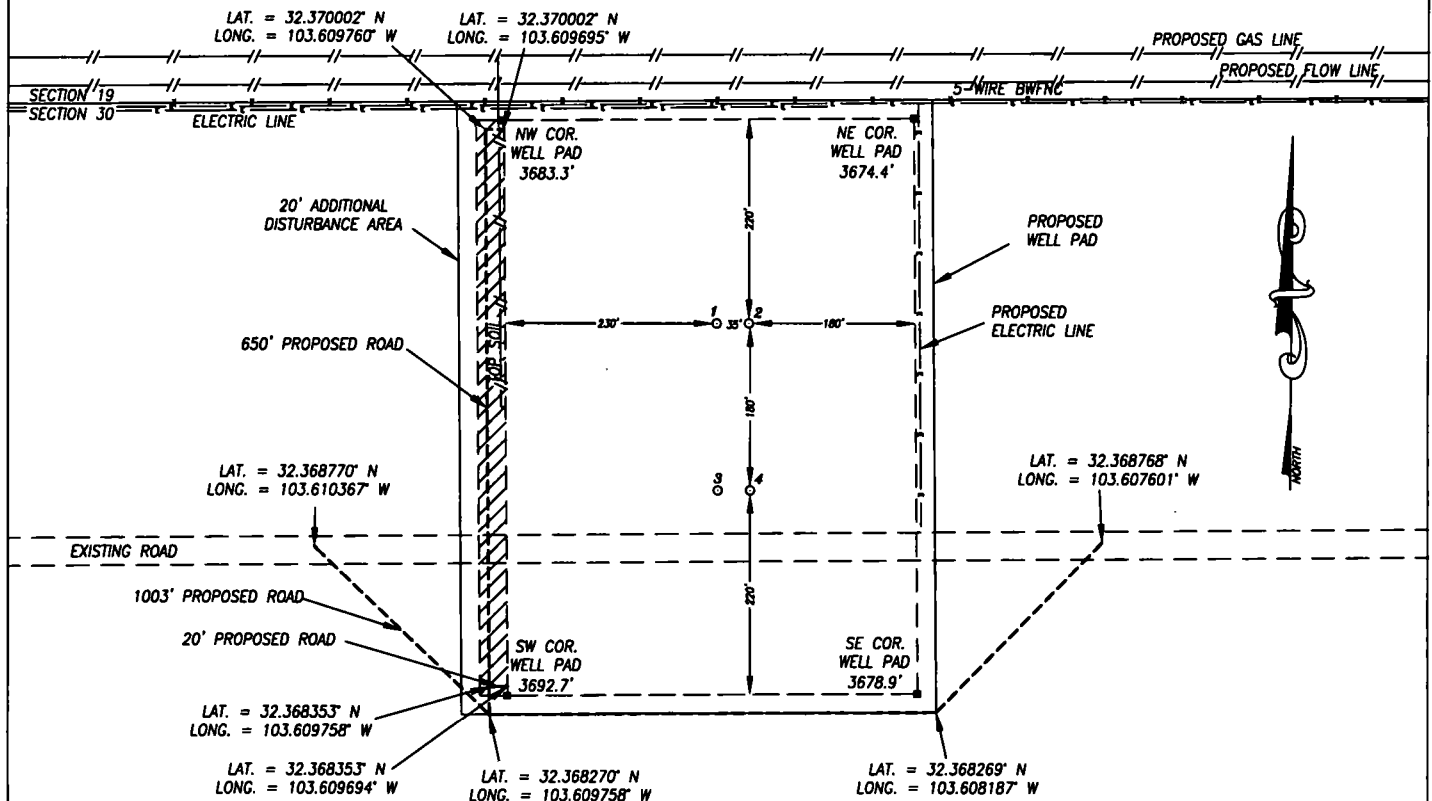 LAT. = 32.370002° N
LONG. = 103.609760° W
LAT. = 32.370002° N
LONG. = 103.609695° W
PROPOSED GAS LINE
PROPOSED FLOW LINE
SECTION 19
5-WIRE BWFNC
SECTION 30
ELECTRIC LINE
NW COR.
WELL PAD
3683.3'
NE COR.
WELL PAD
3674.4'
20' ADDITIONAL
DISTURBANCE AREA
220'
PROPOSED
WELL PAD
1
2
230'
35'
180'
PROPOSED
ELECTRIC LINE
650' PROPOSED ROAD
TOP SOIL
180'
NORTH
LAT. = 32.368770° N
LONG. = 103.610367° W
3
4
LAT. = 32.368768° N
LONG. = 103.607601° W
EXISTING ROAD
1003' PROPOSED ROAD
220'
20' PROPOSED ROAD
SW COR.
WELL PAD
3692.7'
SE COR.
WELL PAD
3678.9'
LAT. = 32.368353° N
LONG. = 103.609758° W
LAT. = 32.368353° N
LONG. = 103.609694° W
LAT. = 32.368270° N
LONG. = 103.609758° W
LAT. = 32.368269° N
LONG. = 103.608187° W